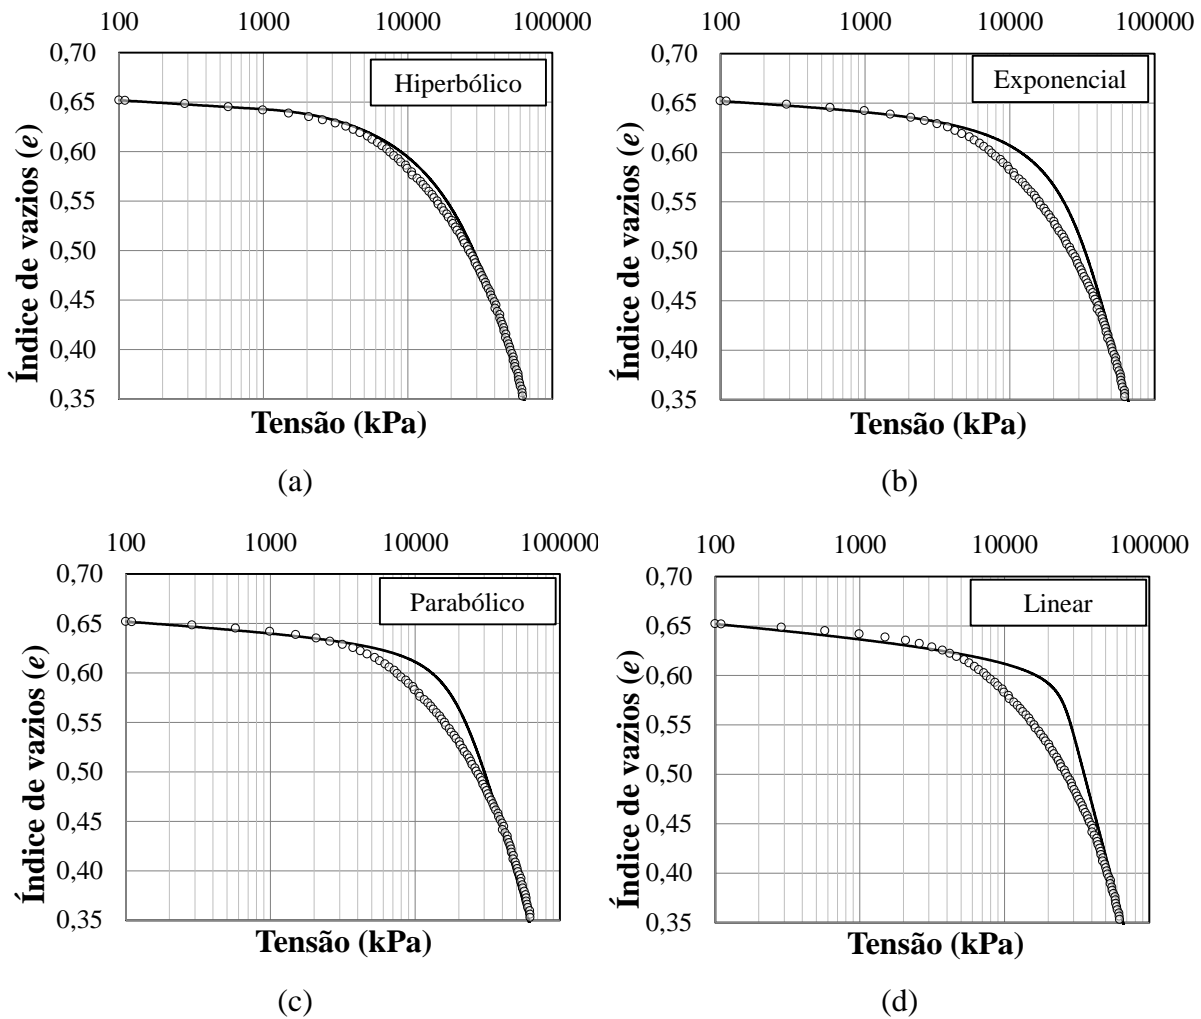 100 1000 10000 100000
0,70
0,65
0,60
0,55
0,50
0,45
0,40
0,35
Índice de vazios (e)
Hiperbólico
Tensão (kPa)
(a)
100 1000 10000 100000
0,70
0,65
0,60
0,55
0,50
0,45
0,40
0,35
Índice de vazios (e)
Exponencial
Tensão (kPa)
(b)
100 1000 10000 100000
0,70
0,65
0,60
0,55
0,50
0,45
0,40
0,35
Índice de vazios (e)
Parabólico
Tensão (kPa)
(c)
100 1000 10000 100000
0,70
0,65
0,60
0,55
0,50
0,45
0,40
0,35
Índice de vazios (e)
Linear
Tensão (kPa)
(d)